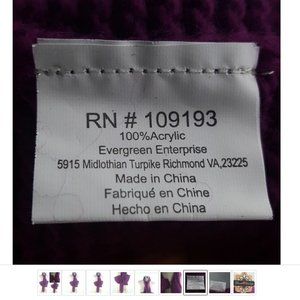 RN # 109193
100%Acrylic
Evergreen Enterprise
5915 Midlothian Turpike Richmond VA,23225
Made in China
Fabriqué en Chine
Hecho en China